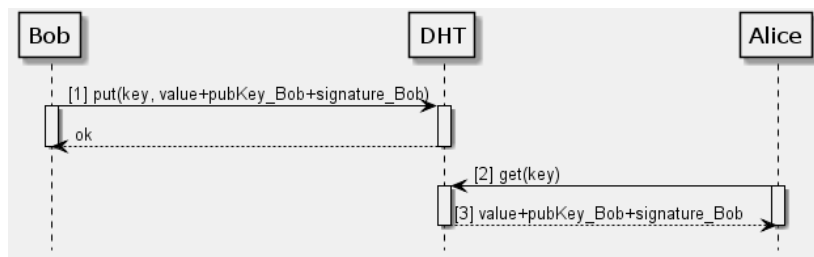 Bob DHT Alice
[1] put(key, value+pubKey_Bob+signature_Bob)
ok
[2] get(key)
[3] value+pubKey_Bob+signature_Bob